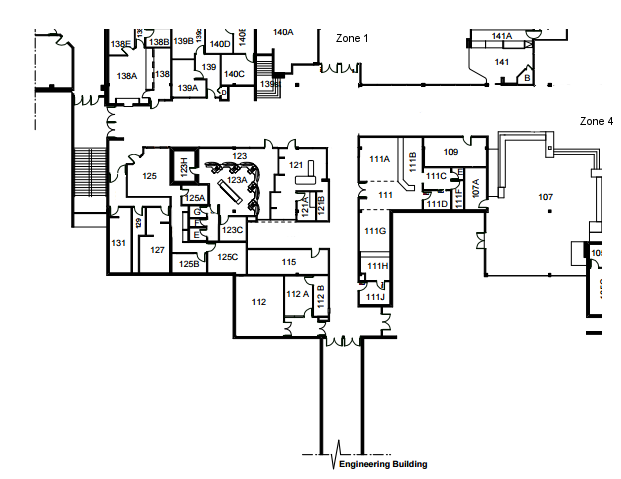 140A
Zone 1
141A
138E
138B
139B
140D
140E
141
138A
138
139
140C
B
139A
D
Zone 4
123
121
111A
111B
109
123H
125
123A
111C
E
111
107A
107
125A
121A
121B
111D
111F
G
F
E
129
123C
111G
131
127
115
125B
125C
111H
105
112
112 A
112 B
111J
Engineering Building